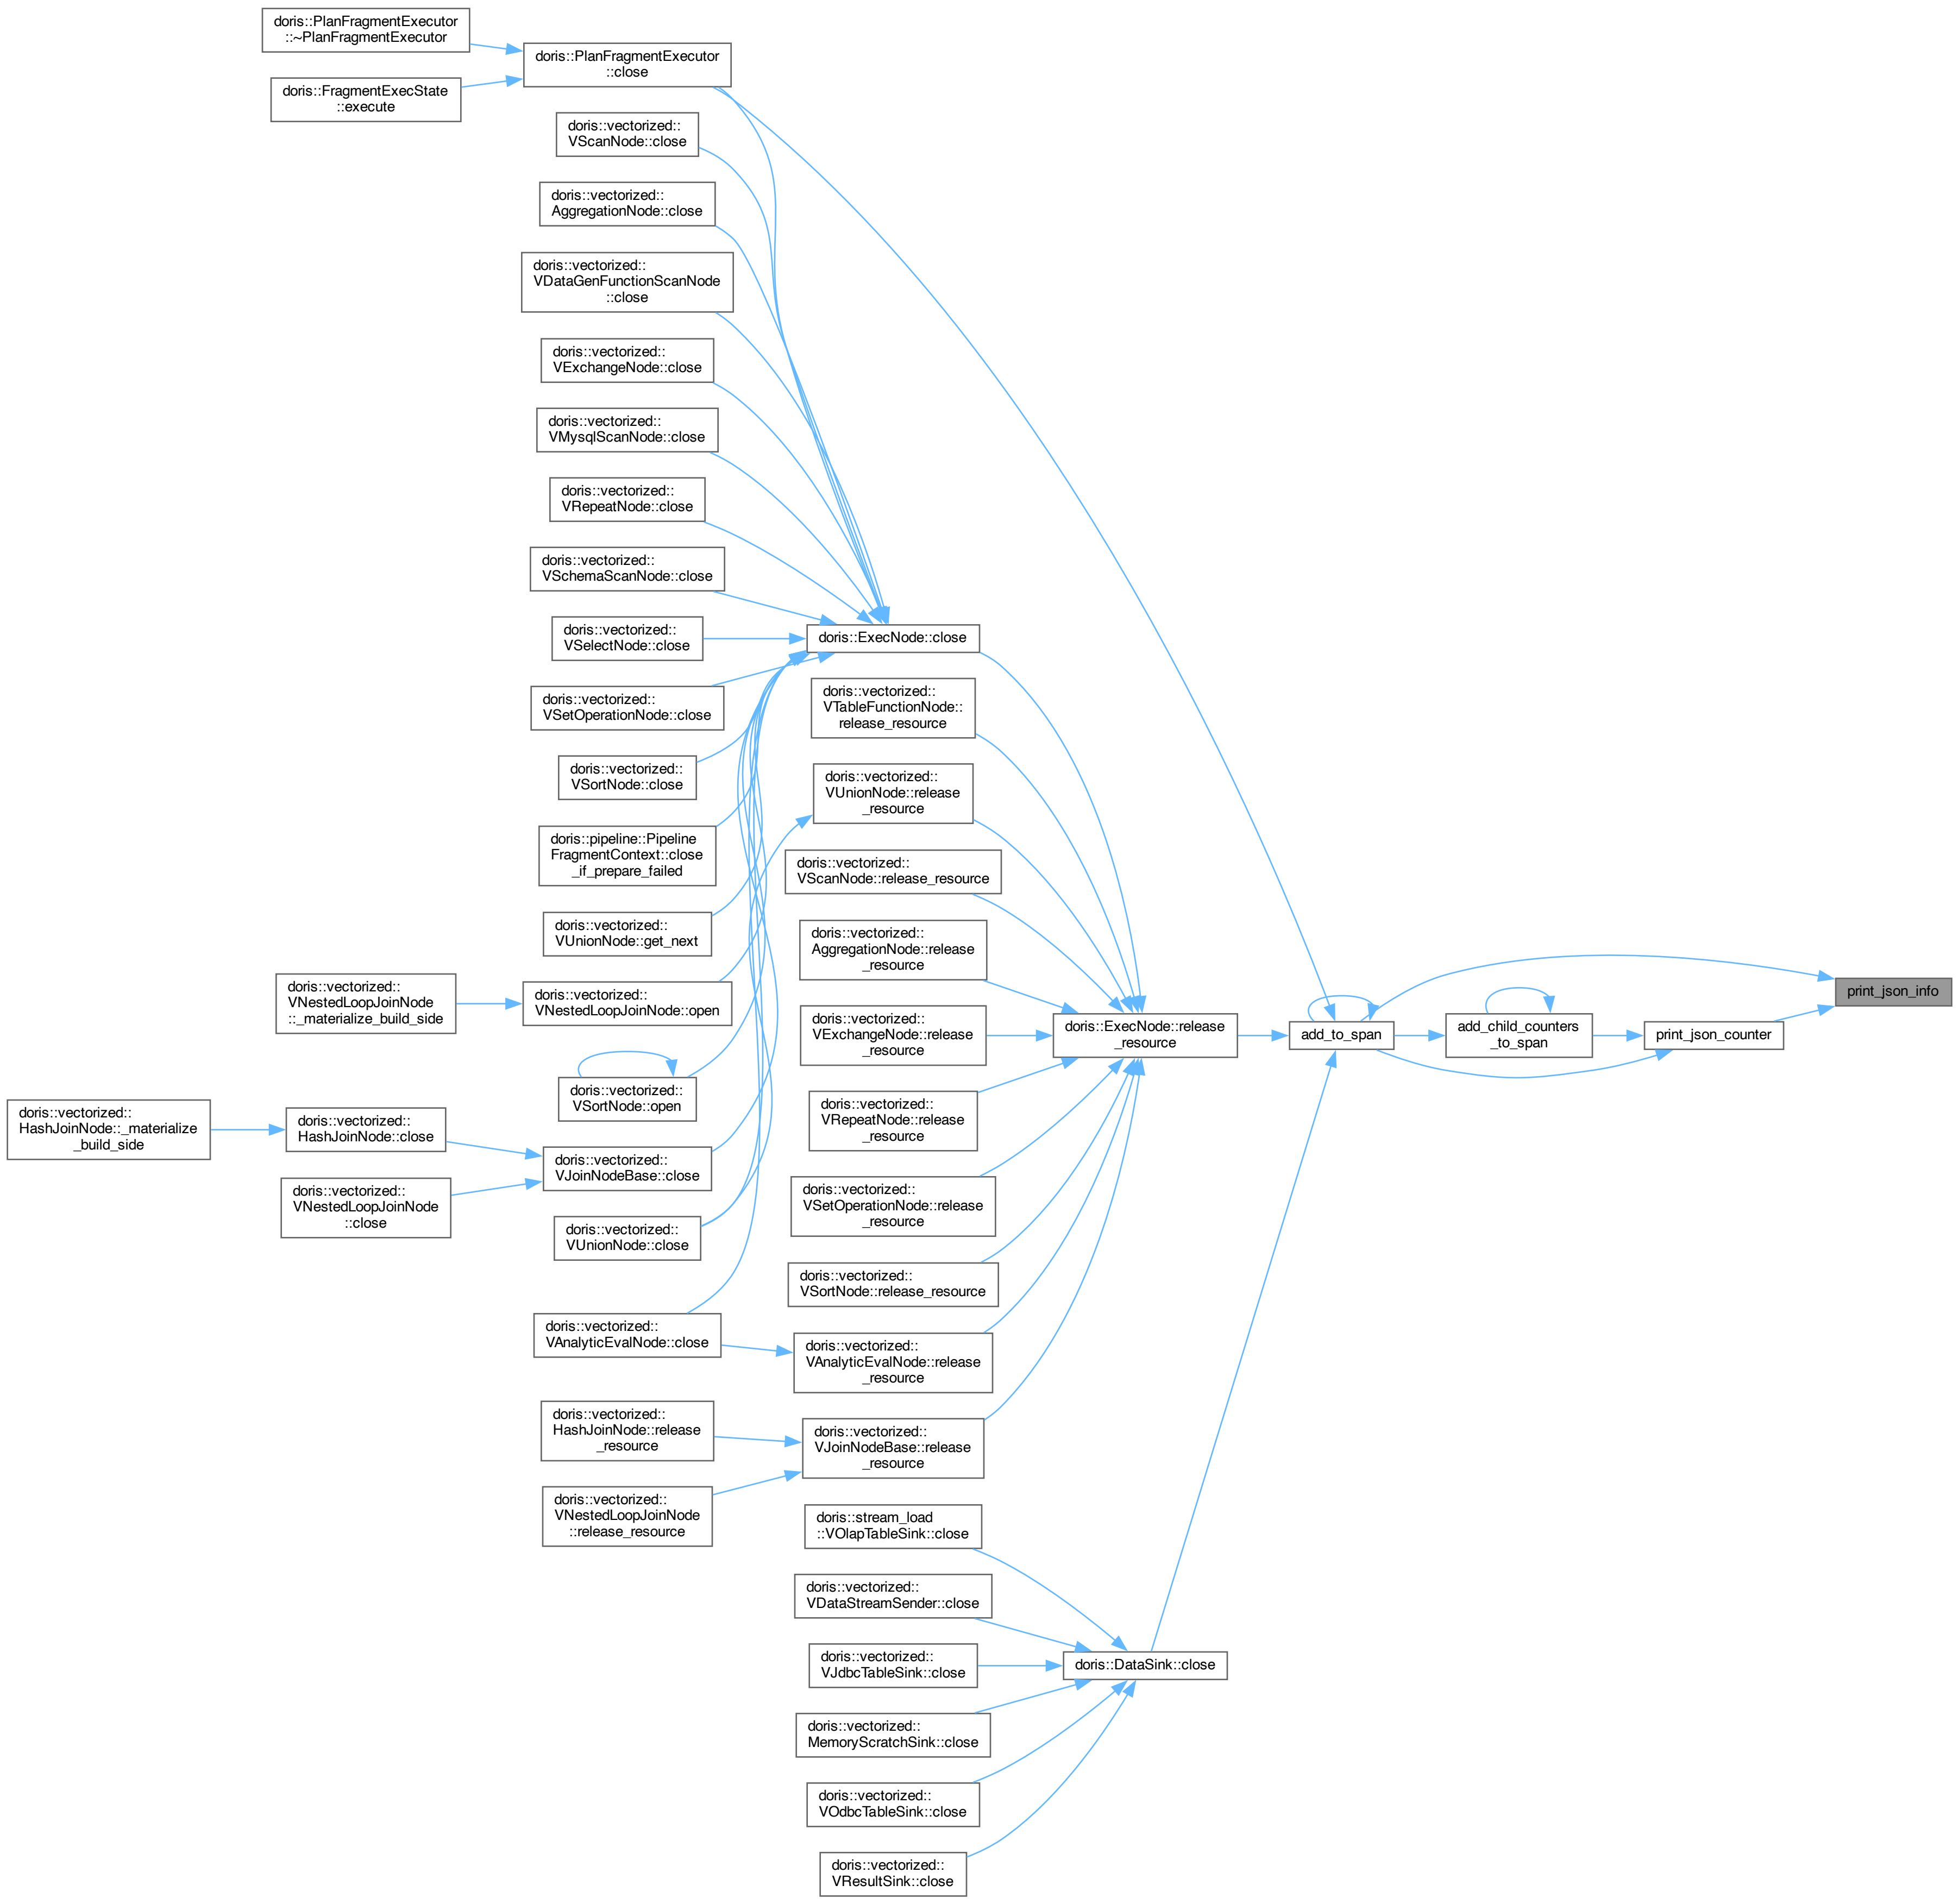 doris::PlanFragmentExecutor
::~PlanFragmentExecutor
doris::FragmentExecState
::execute
doris::PlanFragmentExecutor
::close
doris::vectorized::
VScanNode::close
doris::vectorized::
AggregationNode::close
doris::vectorized::
VDataGenFunctionScanNode
::close
doris::vectorized::
VExchangeNode::close
doris::vectorized::
VMysqlScanNode::close
doris::vectorized::
VRepeatNode::close
doris::vectorized::
VSchemaScanNode::close
doris::vectorized::
VSelectNode::close
doris::vectorized::
VSetOperationNode::close
doris::vectorized::
VSortNode::close
doris::pipeline::Pipeline
FragmentContext::close
_if_prepare_failed
doris::vectorized::
VUnionNode::get_next
doris::vectorized::
VNestedLoopJoinNode
::_materialize_build_side
doris::vectorized::
VNestedLoopJoinNode::open
doris::vectorized::
VSortNode::open
doris::vectorized::
HashJoinNode::_materialize
_build_side
doris::vectorized::
HashJoinNode::close
doris::vectorized::
VNestedLoopJoinNode
::close
doris::vectorized::
VJoinNodeBase::close
doris::vectorized::
VUnionNode::close
doris::vectorized::
VAnalyticEvalNode::close
doris::vectorized::
HashJoinNode::release
_resource
doris::vectorized::
VNestedLoopJoinNode
::release_resource
doris::ExecNode::close
doris::vectorized::
VTableFunctionNode::
release_resource
doris::vectorized::
VUnionNode::release
_resource
doris::vectorized::
VScanNode::release_resource
doris::vectorized::
AggregationNode::release
_resource
doris::vectorized::
VExchangeNode::release
_resource
doris::vectorized::
VRepeatNode::release
_resource
doris::vectorized::
VSetOperationNode::release
_resource
doris::vectorized::
VSortNode::release_resource
doris::vectorized::
VAnalyticEvalNode::release
_resource
doris::vectorized::
VJoinNodeBase::release
_resource
doris::stream_load
::VOlapTableSink::close
doris::vectorized::
VDataStreamSender::close
doris::vectorized::
VJdbcTableSink::close
doris::vectorized::
MemoryScratchSink::close
doris::vectorized::
VOdbcTableSink::close
doris::vectorized::
VResultSink::close
doris::ExecNode::release
_resource
doris::DataSink::close
add_to_span
add_child_counters
_to_span
print_json_counter
print_json_info